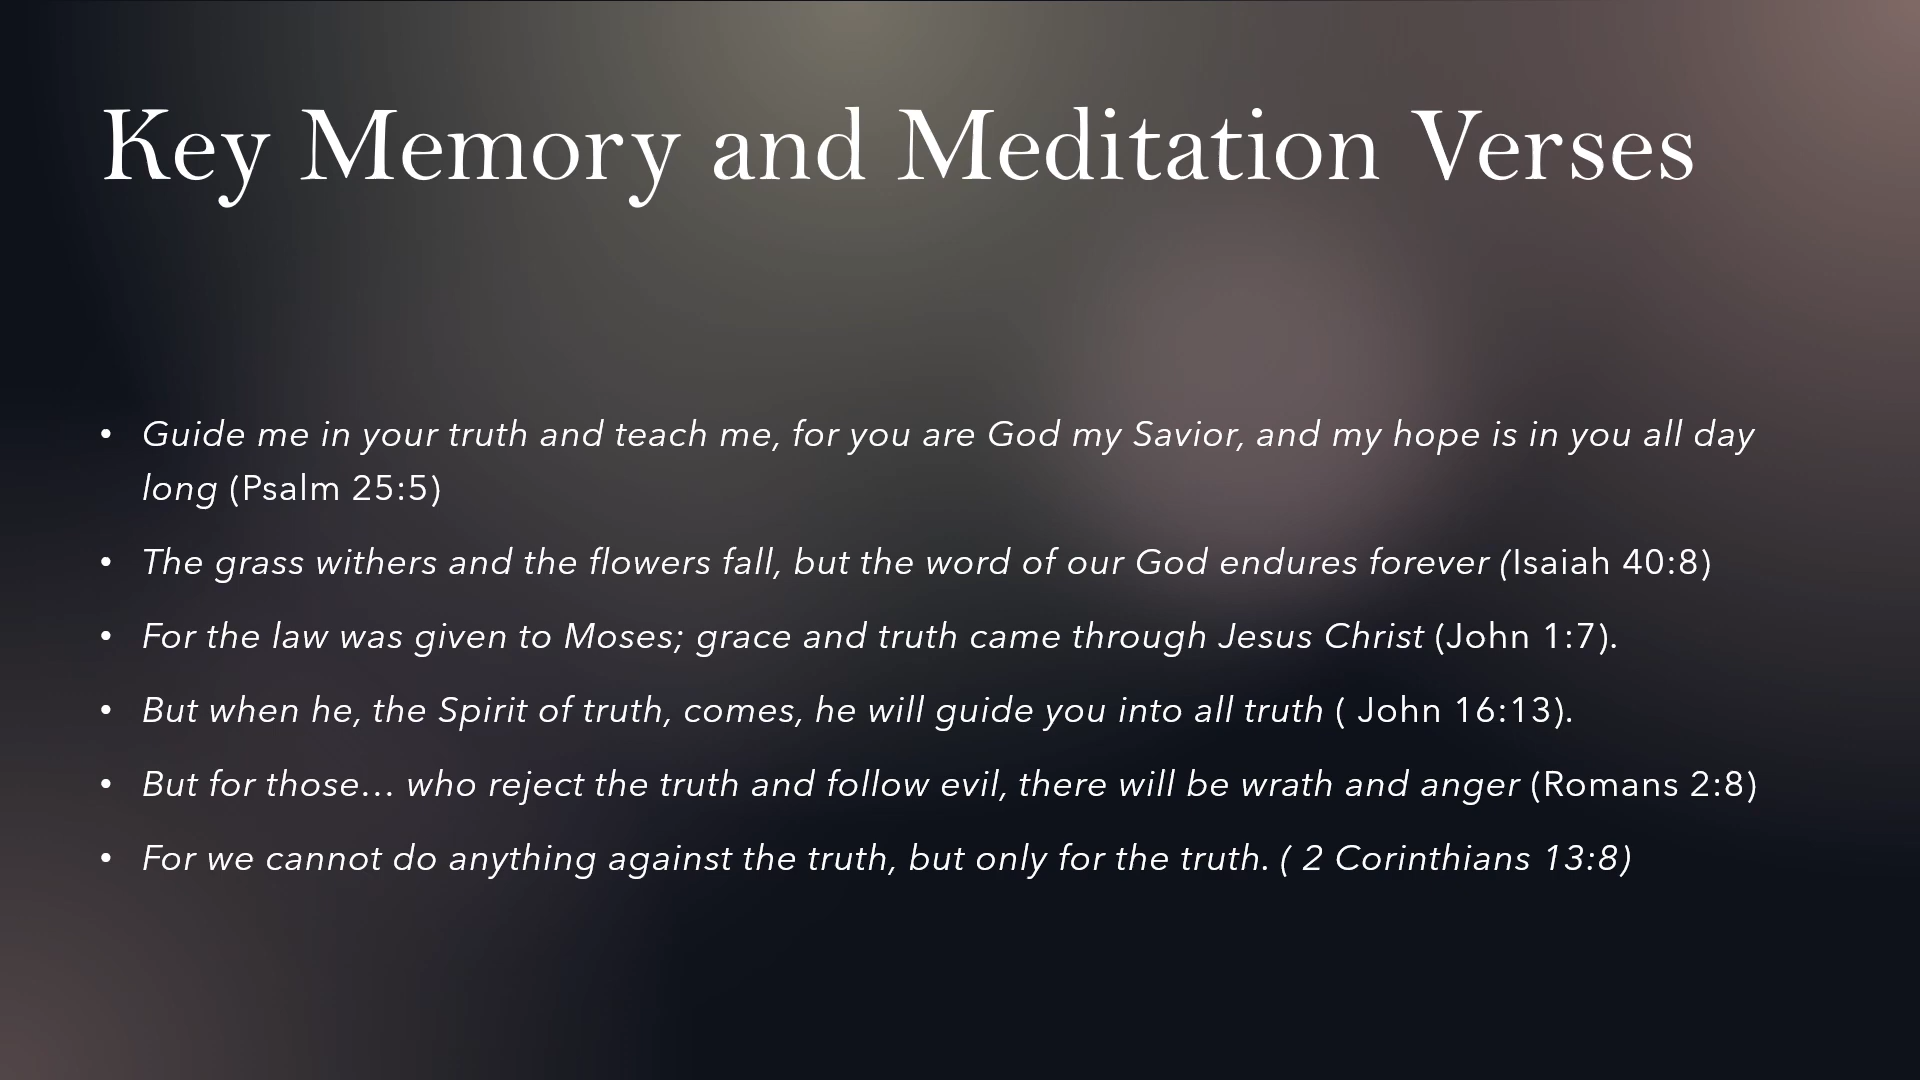 Key Memory and Meditation Verses
• Guide me in your truth and teach me, for you are God my Savior, and my hope is in you all day
long (Psalm 25:5)
• The grass withers and the flowers fall, but the word of our God endures forever (Isaiah 40:8)
• For the law was given to Moses; grace and truth came through Jesus Christ (John 1:7).
• But when he, the Spirit of truth, comes, he will guide you into all truth ( John 16:13).
• But for those… who reject the truth and follow evil, there will be wrath and anger (Romans 2:8)
• For we cannot do anything against the truth, but only for the truth. ( 2 Corinthians 13:8)